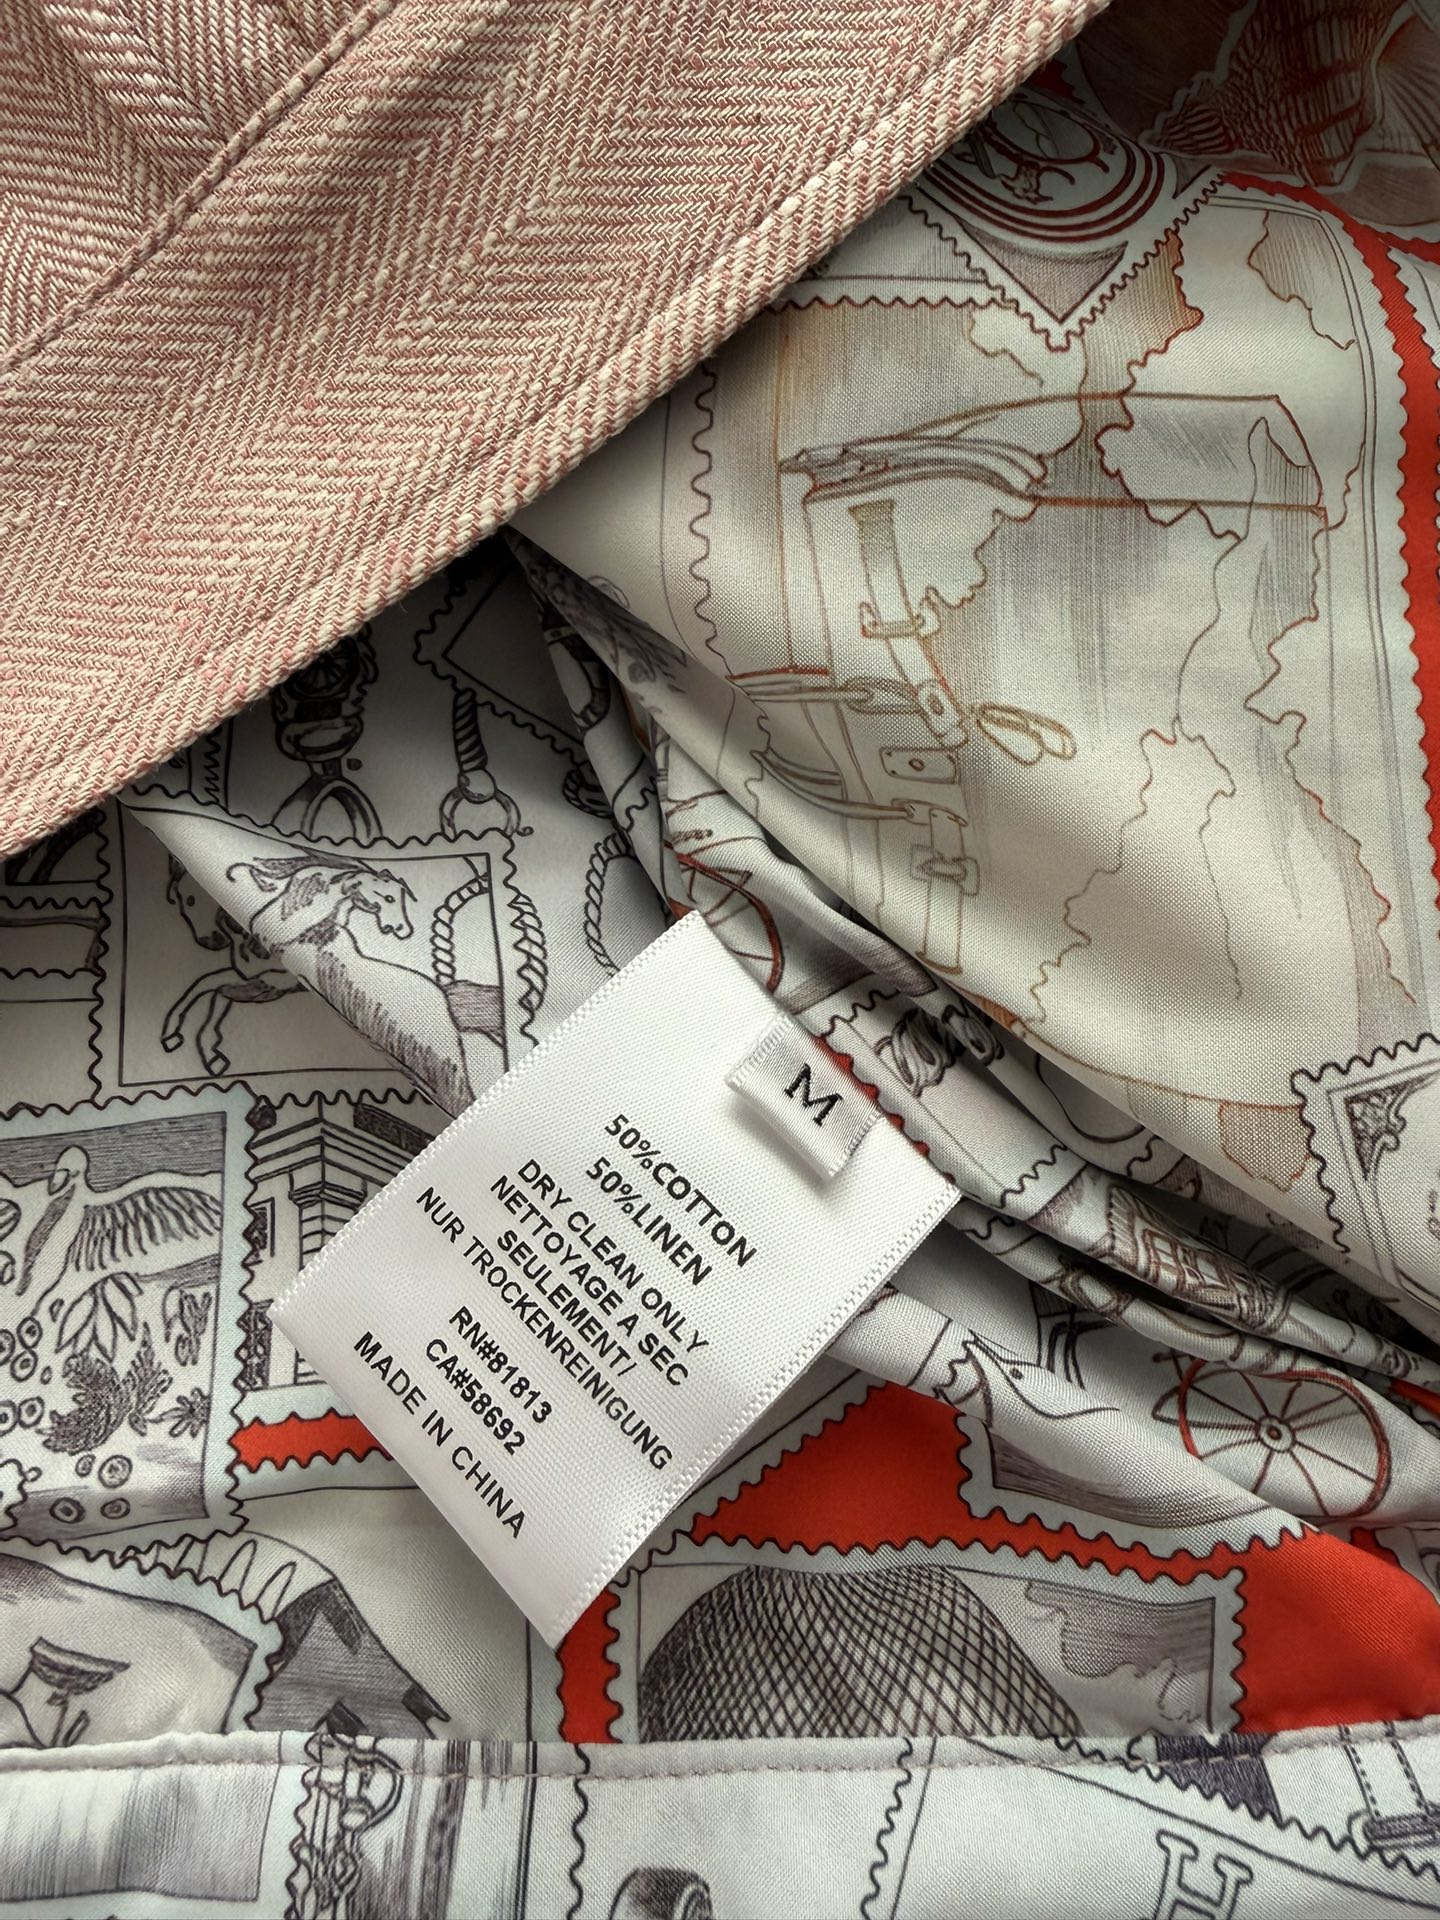 M
50%COTTON
50%LINEN
DRY CLEAN ONLY
NETTOYAGE A SEC
SEULEMENT/
NUR TROCKENREINIGUNG
RN#81813
CA#58692
MADE IN CHINA
H